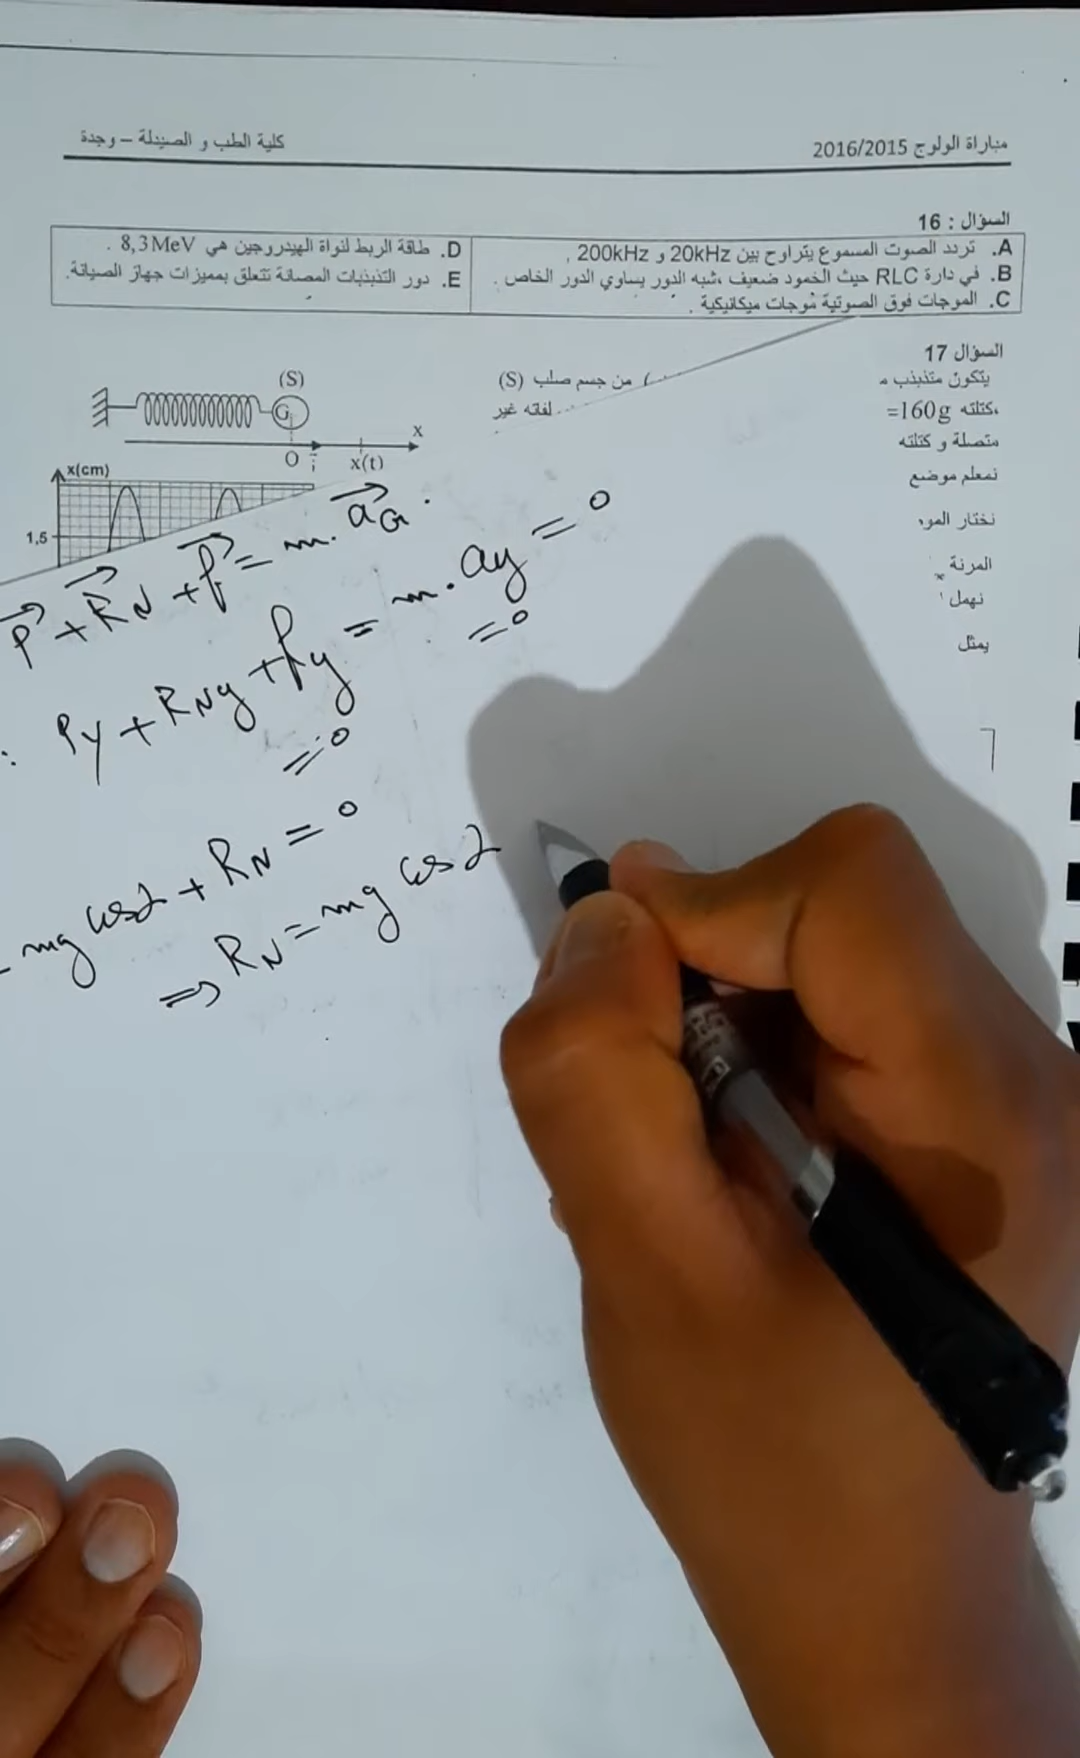 مباراة الولوج 2016/2015
كلية الطب و الصيدلة – وجدة
السؤال : 16
A. تردد الصوت المسموع يتراوح بين 20kHz و 200kHz .
B. في دارة RLC حيث الخمود ضعيف ،شبه الدور يساوي الدور الخاص .
C. الموجات فوق الصوتية موجات ميكانيكية .
D. طاقة الربط لنواة الهيدروجين هي 8,3MeV .
E. دور التذبذبات المصانة تتعلق بمميزات جهاز الصيانة.
السؤال 17
يتكون متذبذب
من جسم صلب (S)
كتلته =160g
لفاته غير
متصلة و كتلته
نمعلم موضع
نختار
المرنة
نهمل
يمثل
(S)
G
x
O i x(t)
x(cm)
1,5
P + RN + f = m. aG .
: Py + RNy + fy = m. ay = 0
=0
=0
- mg cosα + RN = 0
⇒ RN = mg cosα